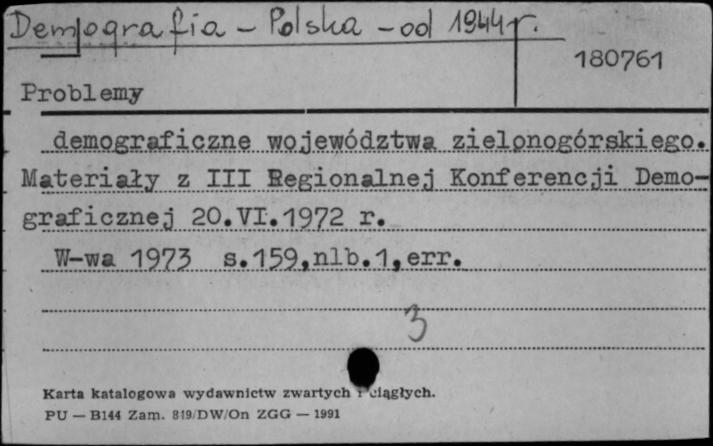 Demografia - Polska - od 1944 r.
180761
Problemy
demograficzne województwa zielonogórskiego.
Materiały z III Regionalnej Konferencji Demo-
graficznej 20.VI.1972 r.
W-wa 1973 s.159,nlb.1,err.
3
Karta katalogowa wydawnictw zwartych i ciągłych.
PU — B144 Zam. 819/DW/On ZGG — 1991